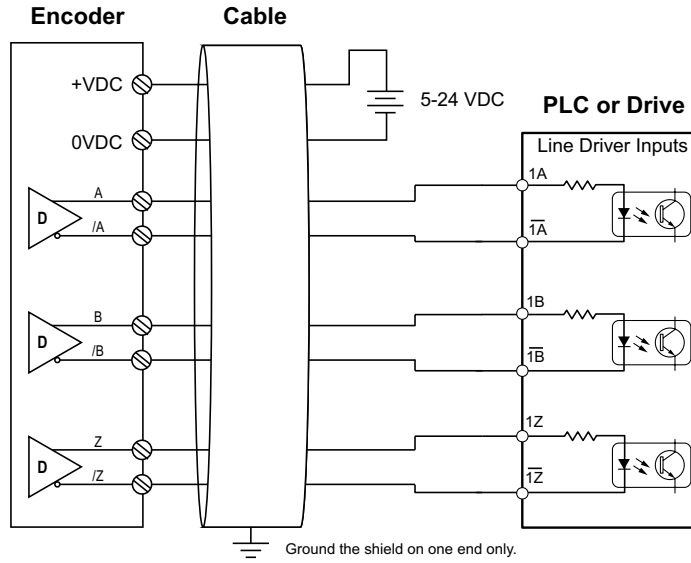 Encoder
Cable
+VDC
5-24 VDC
PLC or Drive
0VDC
Line Driver Inputs
A
1A
D
/A
1A̅
B
1B
D
/B
1B̅
Z
1Z
D
/Z
1Z̅
Ground the shield on one end only.